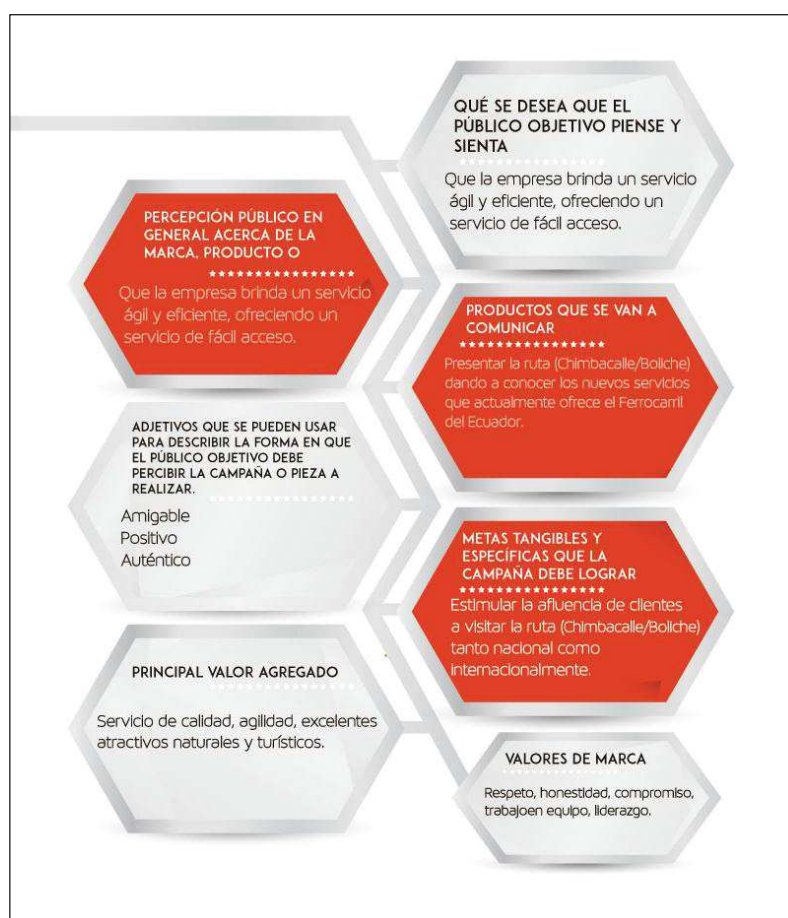 QUÉ SE DESEA QUE EL
PÚBLICO OBJETIVO PIENSE Y
SIENTA
Que la empresa brinda un servicio
ágil y eficiente, ofreciendo un
servicio de fácil acceso.
PERCEPCIÓN PÚBLICO EN
GENERAL ACERCA DE LA
MARCA, PRODUCTO O
Que la empresa brinda un servicio
ágil y eficiente, ofreciendo un
servicio de fácil acceso.
PRODUCTOS QUE SE VAN A
COMUNICAR
Presentar la ruta (Chimbacalle/Boliche)
dando a conocer los nuevos servicios
que actualmente ofrece el Ferrocarril
del Ecuador.
ADJETIVOS QUE SE PUEDEN USAR
PARA DESCRIBIR LA FORMA EN QUE
EL PÚBLICO OBJETIVO DEBE
PERCIBIR LA CAMPAÑA O PIEZA A
REALIZAR.
Amigable
Positivo
Auténtico
METAS TANGIBLES Y
ESPECÍFICAS QUE LA
CAMPAÑA DEBE LOGRAR
Estimular la afluencia de clientes
a visitar la ruta (Chimbacalle/Boliche)
tanto nacional como
internacionalmente.
PRINCIPAL VALOR AGREGADO
Servicio de calidad, agilidad, excelentes
atractivos naturales y turísticos.
VALORES DE MARCA
Respeto, honestidad, compromiso,
trabajoen equipo, liderazgo.